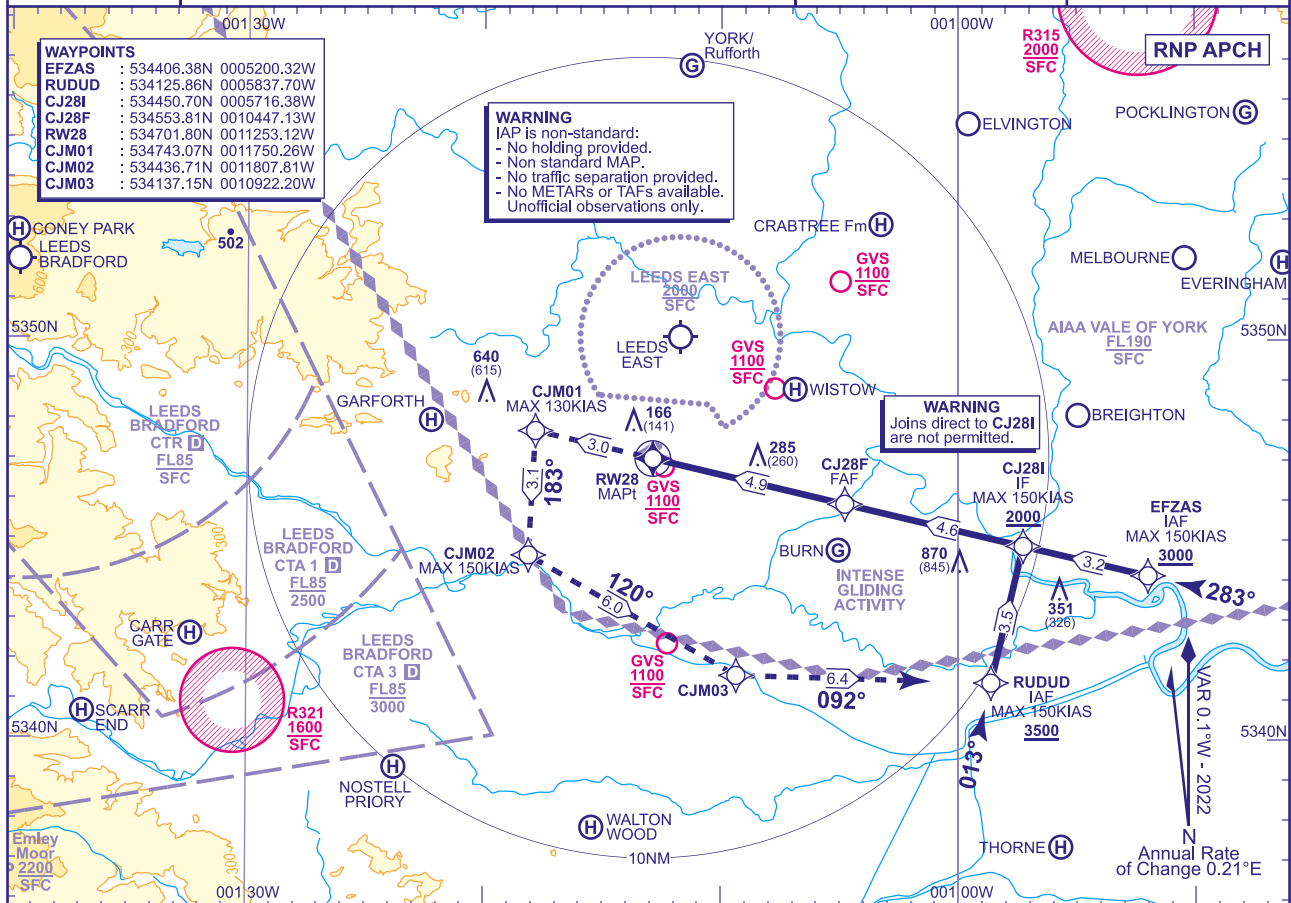 001°30'W
001°00'W
WAYPOINTS
EFZAS : 534406.38N 0005200.32W
RUDUD : 534125.86N 0005837.70W
CJ28I : 534450.70N 0005716.38W
CJ28F : 534553.81N 0010447.13W
RW28 : 534701.80N 0011253.12W
CJM01 : 534743.07N 0011750.26W
CJM02 : 534436.71N 0011807.81W
CJM03 : 534137.15N 0010922.20W
YORK/
Rufforth
G
R315
2000
SFC
RNP APCH
WARNING
IAP is non-standard:
- No holding provided.
- Non standard MAP.
- No traffic separation provided.
- No METARs or TAFs available.
Unofficial observations only.
ELVINGTON
POCKLINGTON G
H CONEY PARK
LEEDS
BRADFORD
502
CRABTREE Fm H
GVS
1100
SFC
MELBOURNE
H
EVERINGHAM
LEEDS EAST
2000
SFC
LEEDS
EAST
5350N
AIAA VALE OF YORK
FL190
SFC
5350N
GVS
1100
SFC
H WISTOW
640
(615)
CJM01
MAX 130KIAS
GARFORTH H
166
(141)
WARNING
Joins direct to CJ28I
are not permitted.
BREIGHTON
LEEDS
BRADFORD
CTR D
FL85
SFC
3.0
285
(260)
RW28
MAPt
GVS
1100
SFC
4.9
CJ28F
FAF
CJ28I
IF
MAX 150KIAS
2000
EFZAS
IAF
MAX 150KIAS
3000
3.1
183°
4.6
3.2
283°
CJM02
MAX 150KIAS
BURN G
870
(845)
INTENSE
GLIDING
ACTIVITY
351
(326)
LEEDS
BRADFORD
CTA 1 D
FL85
2500
300
120°
6.0
3.5
CARR
GATE H
LEEDS
BRADFORD
CTA 3 D
FL85
3000
GVS
1100
SFC
CJM03
6.4
092°
RUDUD
IAF
MAX 150KIAS
3500
VAR 0.1°W - 2022
H SCARR
END
R321
1600
SFC
5340N
5340N
013°
H
NOSTELL
PRIORY
H WALTON
WOOD
10NM
THORNE H
N
Annual Rate
of Change 0.21°E
Emley
Moor
2200
SFC
300
300
600
300
001°30'W
001°00'W